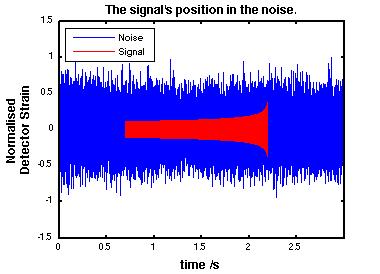 The signal's position in the noise.
1.5
1
0.5
0
-0.5
-1
-1.5
Noise
Signal
Normalised
Detector Strain
0
0.5
1
1.5
2
2.5
time /s